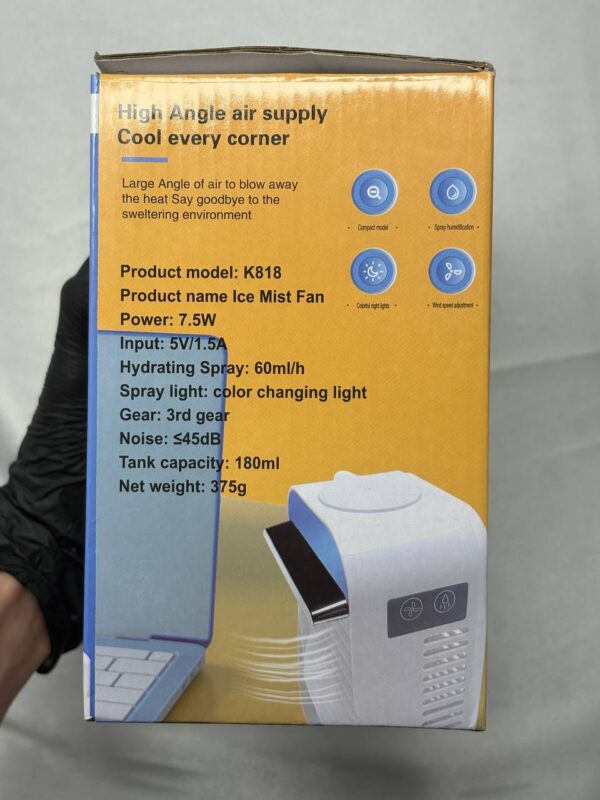 High Angle air supply
Cool every corner
Large Angle of air to blow away
the heat Say goodbye to the
sweltering environment
Compact model
Spray humidification
Colorful night lights
Wind speed adjustment
Product model: K818
Product name Ice Mist Fan
Power: 7.5W
Input: 5V/1.5A
Hydrating Spray: 60ml/h
Spray light: color changing light
Gear: 3rd gear
Noise: ≤45dB
Tank capacity: 180ml
Net weight: 375g